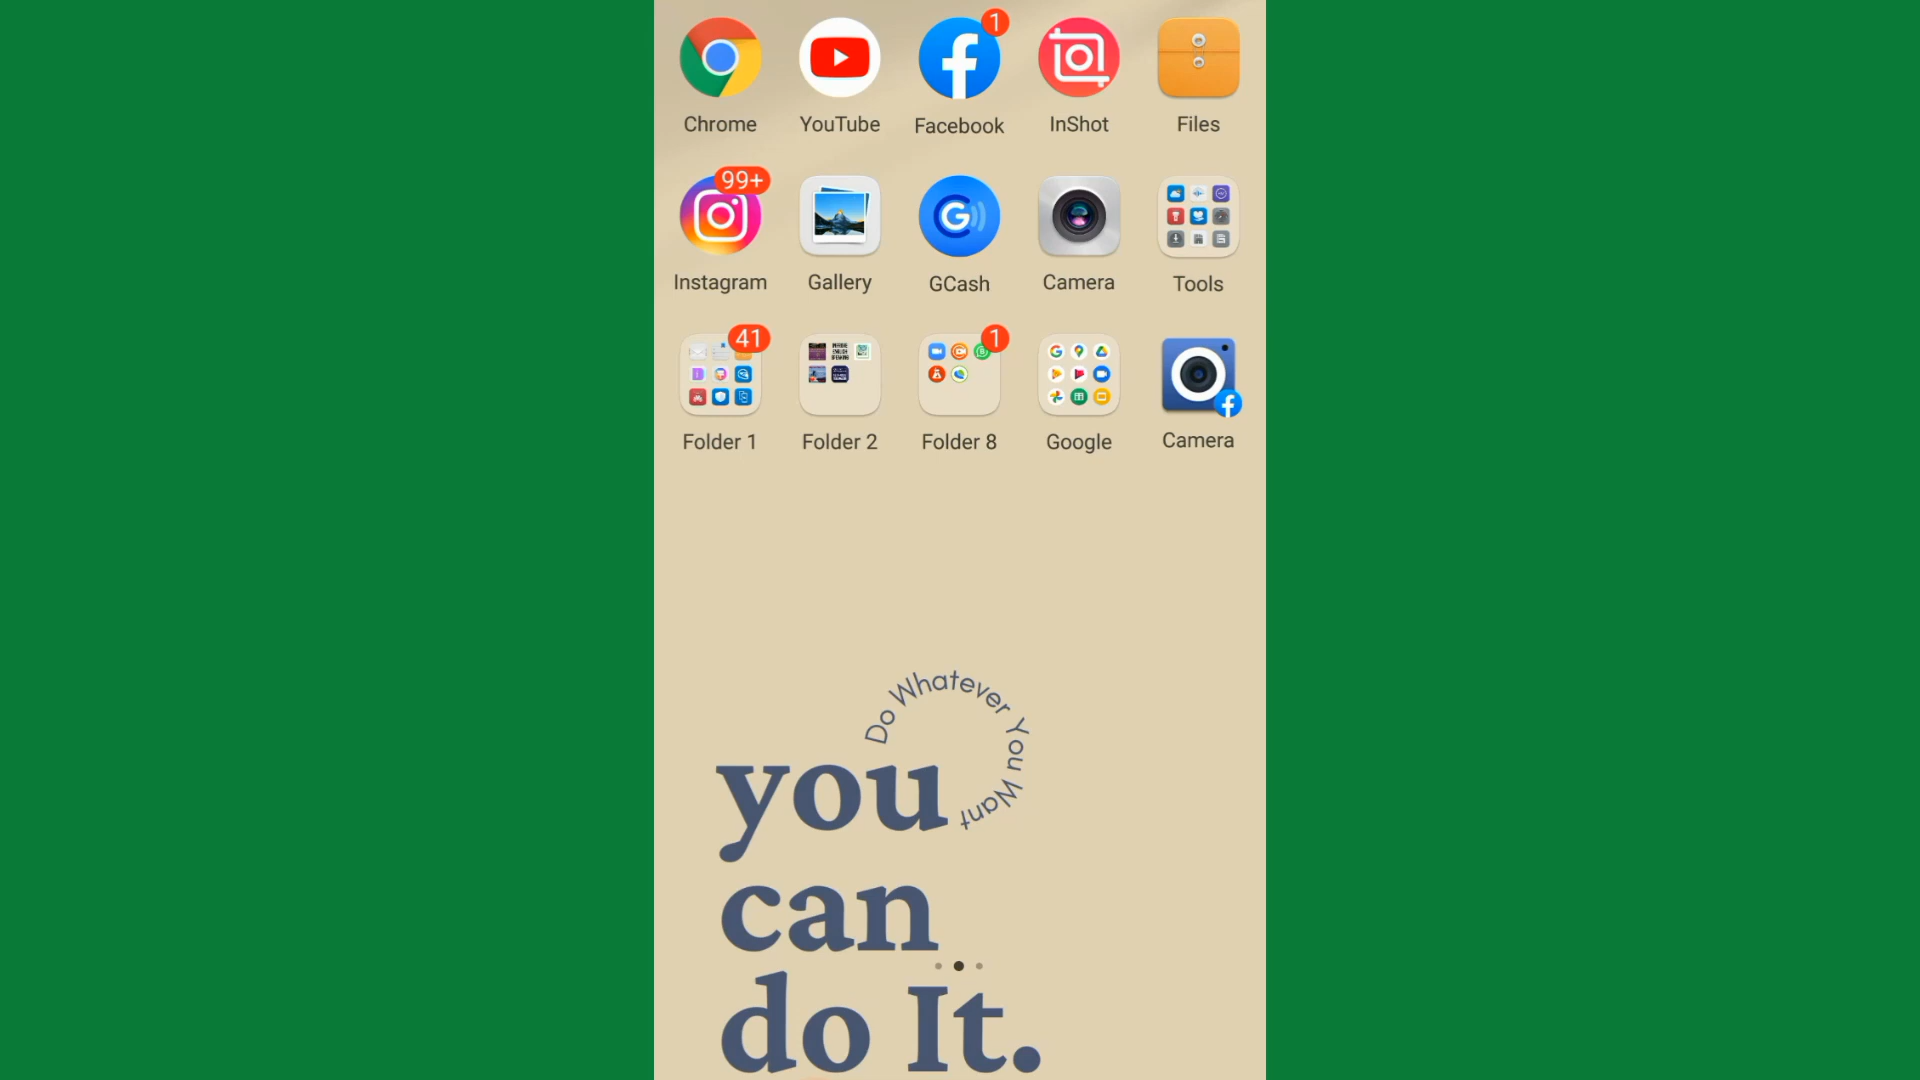 1
Chrome YouTube Facebook InShot Files
99+
Instagram Gallery GCash Camera Tools
41 1
Folder 1 Folder 2 Folder 8 Google Camera
Do Whatever You Want
you
can
do It.